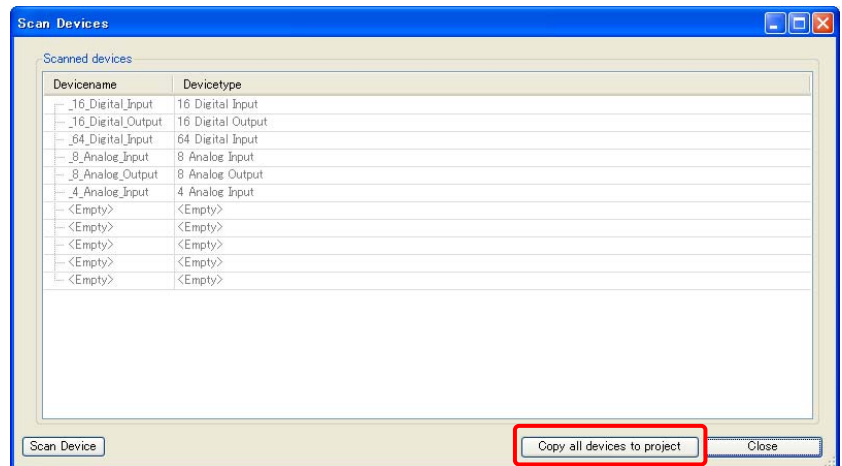 Scan Devices
Scanned devices
Devicename Devicetype
_16_Digital_Input 16 Digital Input
_16_Digital_Output 16 Digital Output
_64_Digital_Input 64 Digital Input
_8_Analog_Input 8 Analog Input
_8_Analog_Output 8 Analog Output
_4_Analog_Input 4 Analog Input
<Empty> <Empty>
<Empty> <Empty>
<Empty> <Empty>
<Empty> <Empty>
<Empty> <Empty>
Scan Device Copy all devices to project Close